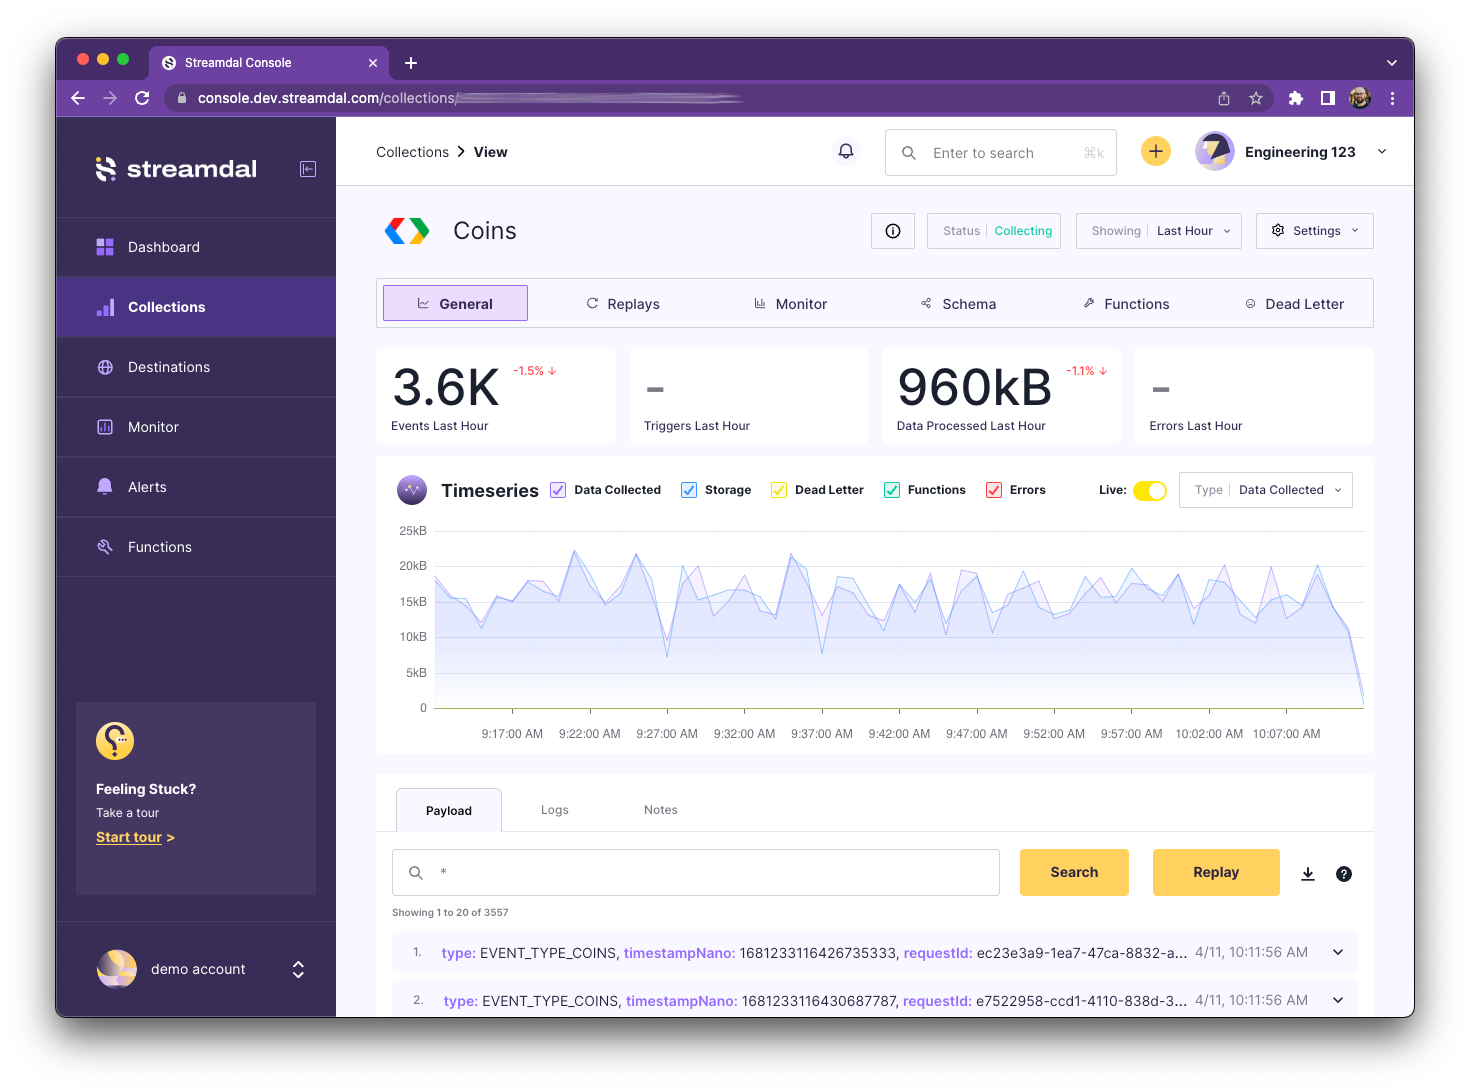 Streamdal Console
console.dev.streamdal.com/collections/
streamdal
Dashboard
Collections
Destinations
Monitor
Alerts
Functions
Feeling Stuck?
Take a tour
Start tour >
demo account
Collections > View
Enter to search ⌘k
Engineering 123
Coins
Status Collecting
Showing Last Hour
Settings
General
Replays
Monitor
Schema
Functions
Dead Letter
3.6K -1.5% ↓
Events Last Hour
–
Triggers Last Hour
960kB -1.1% ↓
Data Processed Last Hour
–
Errors Last Hour
Timeseries
Data Collected
Storage
Dead Letter
Functions
Errors
Live:
Type Data Collected
25kB
20kB
15kB
10kB
5kB
0
9:17:00 AM 9:22:00 AM 9:27:00 AM 9:32:00 AM 9:37:00 AM 9:42:00 AM 9:47:00 AM 9:52:00 AM 9:57:00 AM 10:02:00 AM 10:07:00 AM
Payload
Logs
Notes
*
Search
Replay
Showing 1 to 20 of 3557
1. type: EVENT_TYPE_COINS, timestampNano: 1681233116426735333, requestId: ec23e3a9-1ea7-47ca-8832-a... 4/11, 10:11:56 AM
2. type: EVENT_TYPE_COINS, timestampNano: 1681233116430687787, requestId: e7522958-ccd1-4110-838d-3... 4/11, 10:11:56 AM